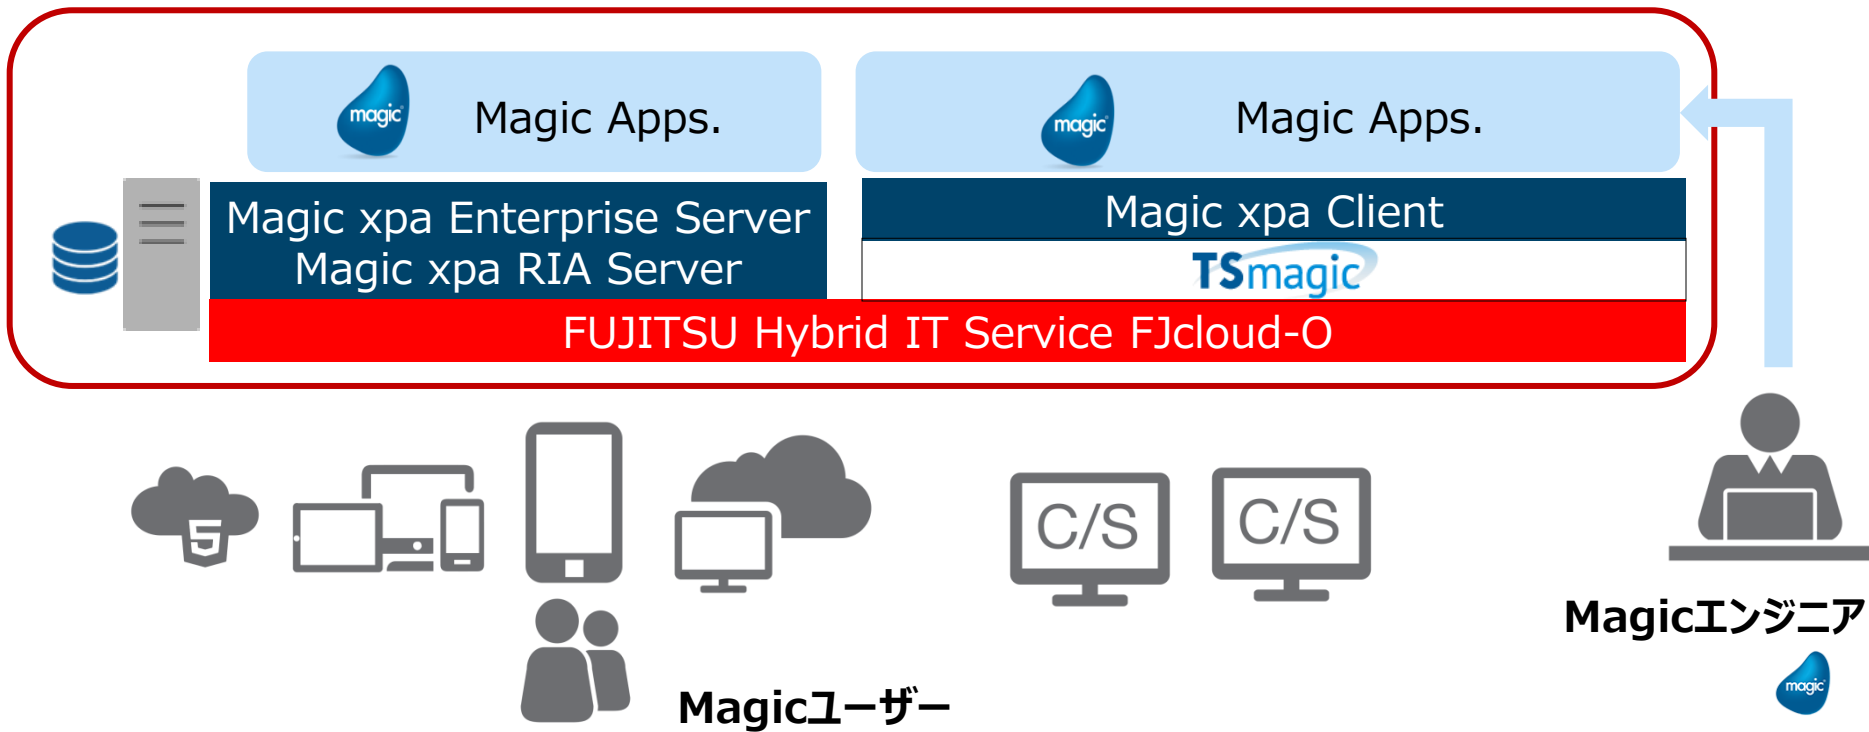 magic
Magic Apps.
magic
Magic Apps.
Magic xpa Enterprise Server
Magic xpa RIA Server
Magic xpa Client
TSmagic
FUJITSU Hybrid IT Service FJcloud-O
5
C/S
C/S
Magicエンジニア
magic
Magicユーザー